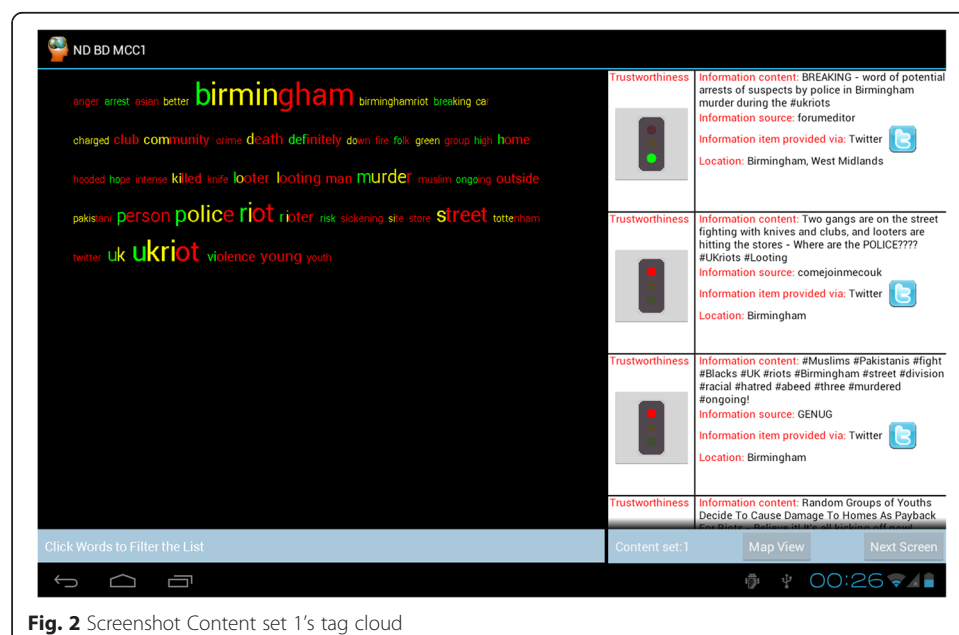 ND BD MCC1
anger arrest asian better birmingham birminghamriot breaking car
charged club community crime death definitely down fire folk green group high home
hooded hope intense killed knife looter looting man murder muslim ongoing outside
pakistani person police riot rioter risk sickening site store street tottenham
twitter uk ukriot violence young youth
Trustworthiness
Information content: BREAKING - word of potential
arrests of suspects by police in Birmingham
murder during the #ukriots
Information source: forumeditor
Information item provided via: Twitter
Location: Birmingham, West Midlands
Trustworthiness
Information content: Two gangs are on the street
fighting with knives and clubs, and looters are
hitting the stores - Where are the POLICE????
#UKriots #Looting
Information source: comejoinmecouk
Information item provided via: Twitter
Location: Birmingham
Trustworthiness
Information content: #Muslims #Pakistanis #fight
#Blacks #UK #riots #Birmingham #street #division
#racial #hatred #abeed #three #murdered
#ongoing!
Information source: GENUG
Information item provided via: Twitter
Location: Birmingham
Trustworthiness
Information content: Random Groups of Youths
Decide To Cause Damage To Homes As Payback
For Riots - Believe it! It's all kicking off now!
Click Words to Filter the List
Content set:1
Map View
Next Screen
00:26
Fig. 2 Screenshot Content set 1's tag cloud